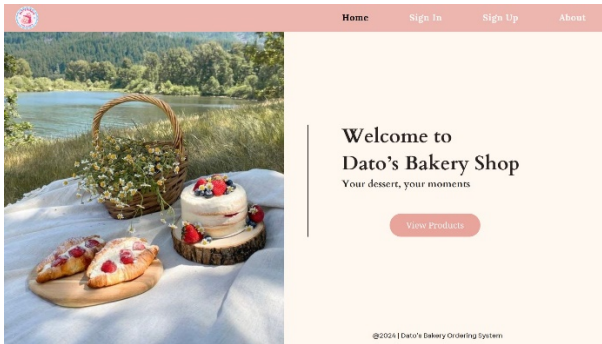 Home Sign In Sign Up About
Welcome to
Dato's Bakery Shop
Your dessert, your moments
View Products
@2024 | Dato's Bakery Ordering System